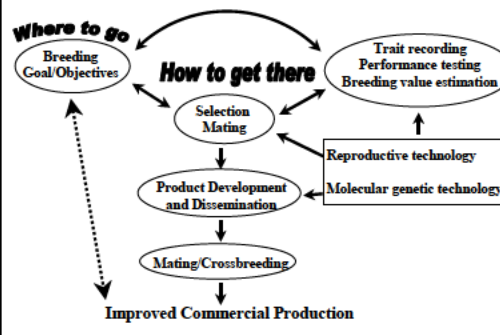 Where to go
Breeding
Goal/Objectives
How to get there
Trait recording
Performance testing
Breeding value estimation
Selection
Mating
Reproductive technology
Molecular genetic technology
Product Development
and Dissemination
Mating/Crossbreeding
Improved Commercial Production